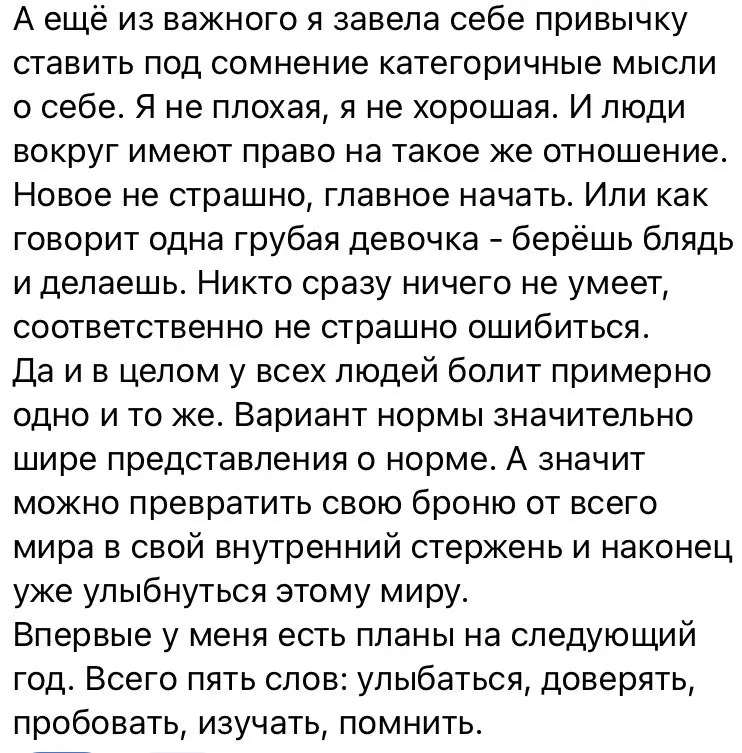 А ещё из важного я завела себе привычку
ставить под сомнение категоричные мысли
о себе. Я не плохая, я не хорошая. И люди
вокруг имеют право на такое же отношение.
Новое не страшно, главное начать. Или как
говорит одна грубая девочка - берёшь блядь
и делаешь. Никто сразу ничего не умеет,
соответственно не страшно ошибиться.
Да и в целом у всех людей болит примерно
одно и то же. Вариант нормы значительно
шире представления о норме. А значит
можно превратить свою броню от всего
мира в свой внутренний стержень и наконец
уже улыбнуться этому миру.
Впервые у меня есть планы на следующий
год. Всего пять слов: улыбаться, доверять,
пробовать, изучать, помнить.